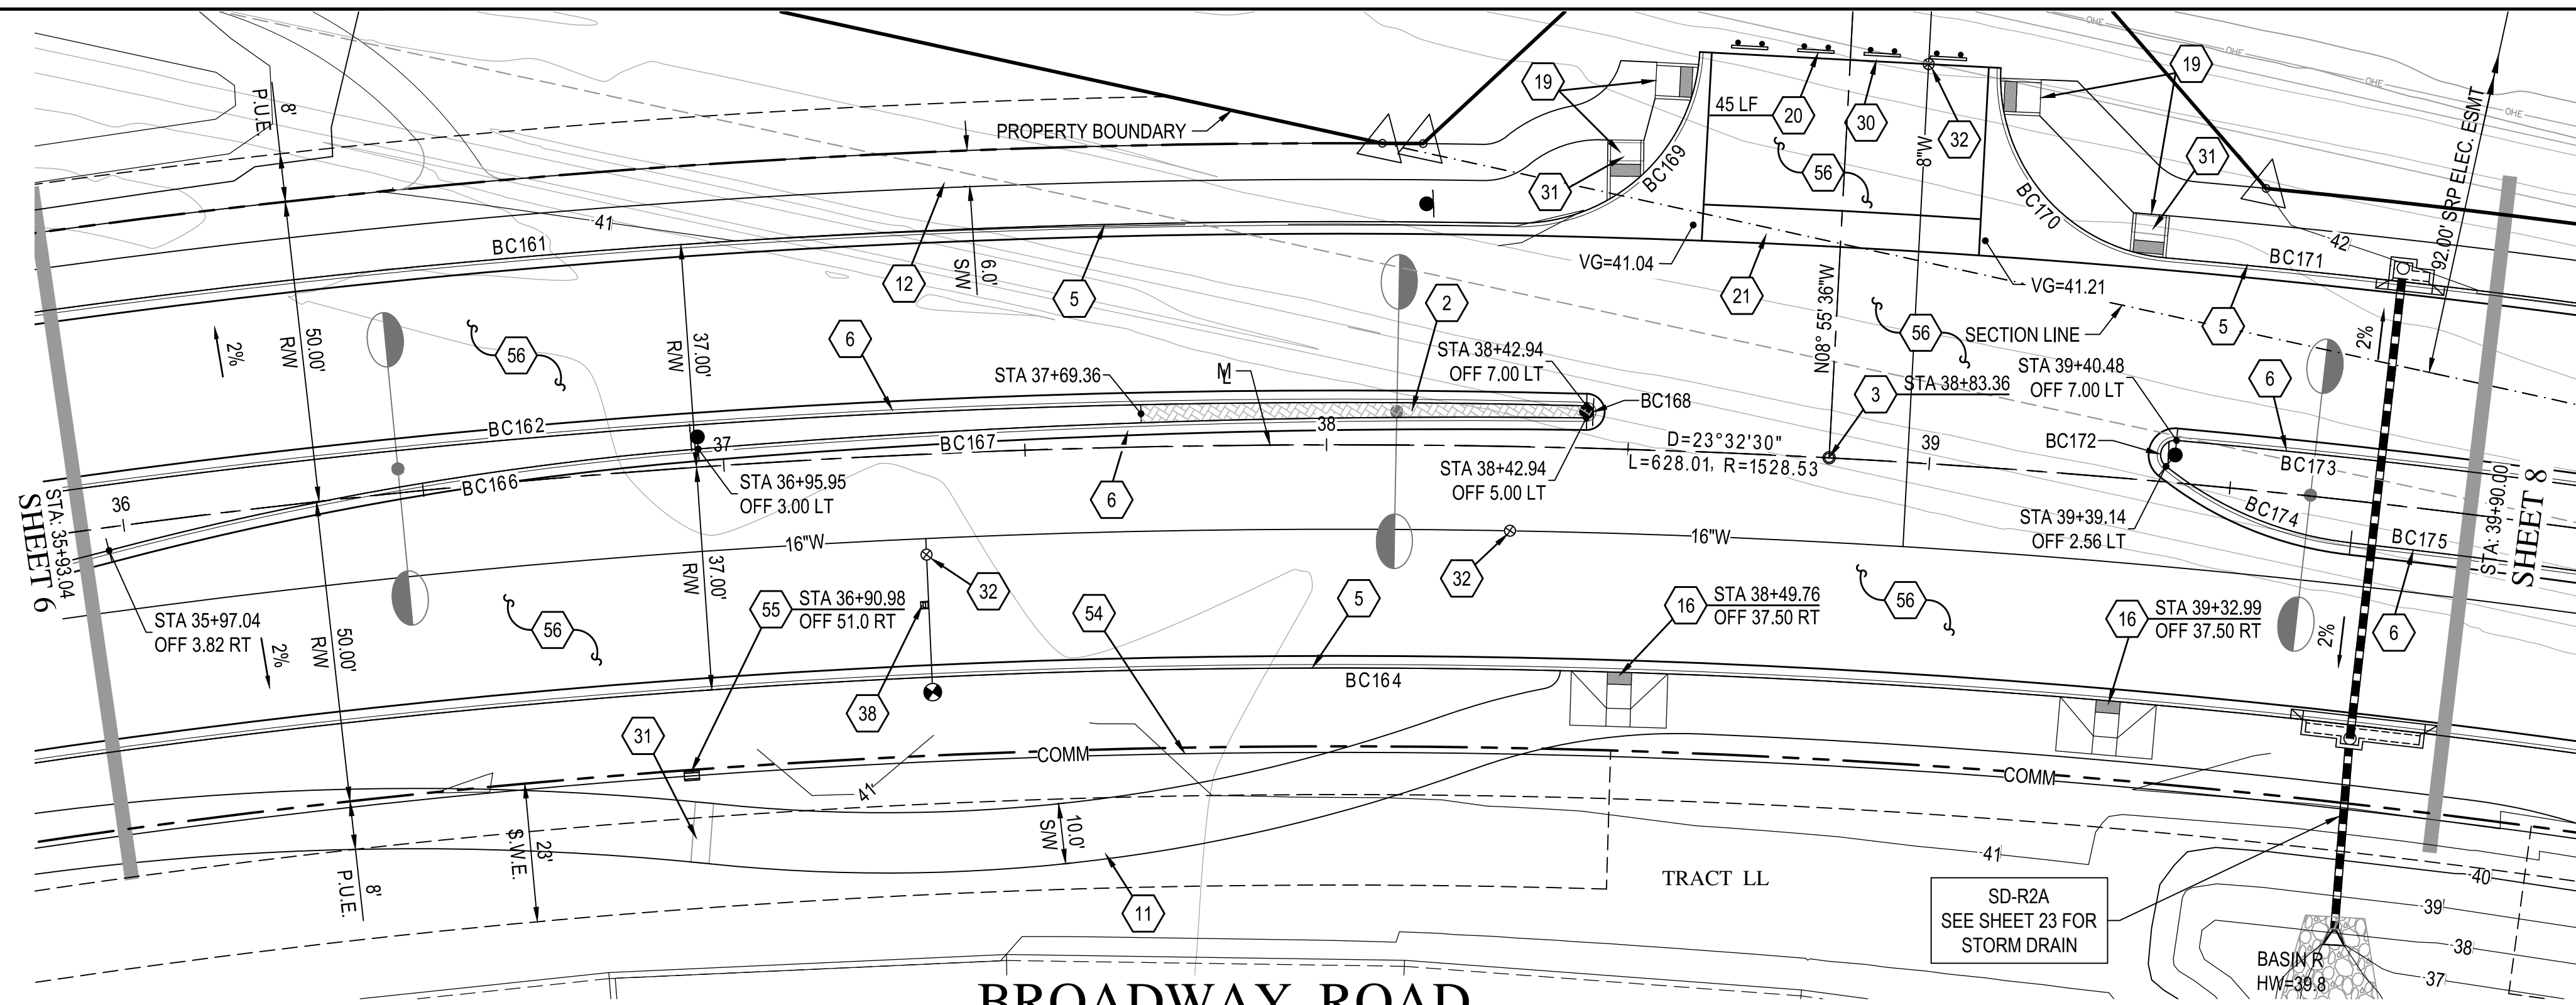 OHE
OHE
OHE
OHE
8'
P.U.E.
PROPERTY BOUNDARY
19
45 LF
20
30
32
19
31
56
8"W
BC169
31
BC170
92.00' SRP ELEC. ESMT
42
41
BC161
12
6.0'
S/W
5
VG=41.04
21
VG=41.21
BC171
5
50.00'
R/W
2%
56
37.00'
R/W
6
2
STA 38+42.94
OFF 7.00 LT
STA 37+69.36
N08° 55' 36"W
56
SECTION LINE
2%
3
STA 38+83.36
STA 39+40.48
OFF 7.00 LT
6
BC162
BC168
BC167
37
38
D=23°32'30"
L=628.01, R=1528.53
39
BC172
BC173
BC166
STA 36+95.95
OFF 3.00 LT
6
STA 38+42.94
OFF 5.00 LT
STA 39+39.14
OFF 2.56 LT
BC174
BC175
SHEET 6
STA: 35+93.04
36
STA: 39+90.00
SHEET 8
STA 35+97.04
OFF 3.82 RT
2%
50.00'
R/W
56
16"W
37.00'
R/W
32
32
16"W
55
STA 36+90.98
OFF 51.0 RT
38
54
5
BC164
16
STA 38+49.76
OFF 37.50 RT
56
16
STA 39+32.99
OFF 37.50 RT
2%
6
31
41
COMM
COMM
8'
P.U.E.
23'
S.W.E.
10.0'
S/W
11
TRACT LL
41
40
39
38
37
SD-R2A
SEE SHEET 23 FOR
STORM DRAIN
BASIN R
HW=39.8
BROADWAY ROAD